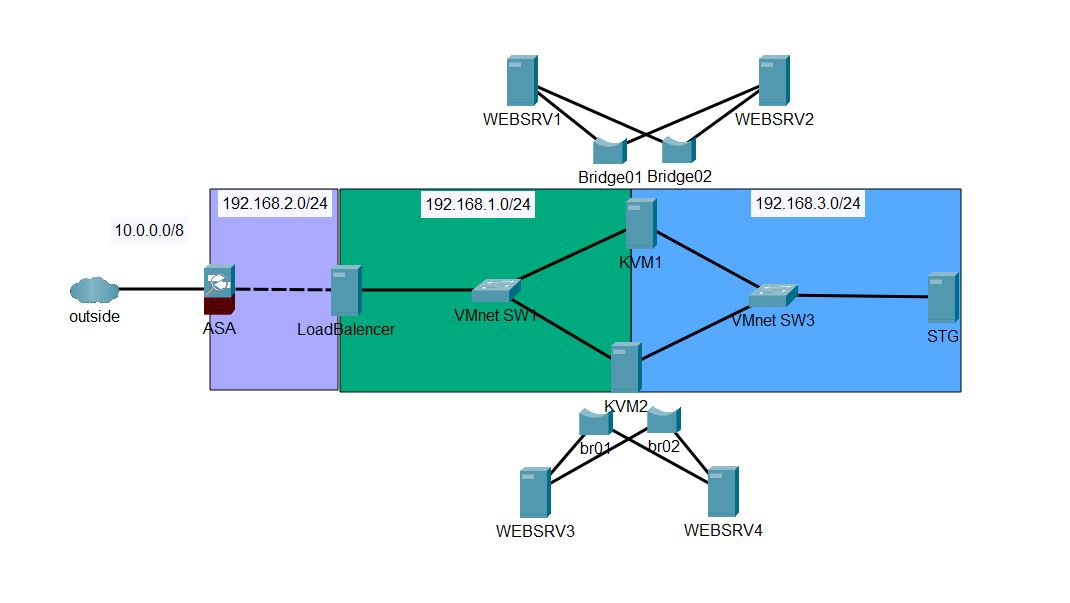 WEBSRV1
WEBSRV2
Bridge01
Bridge02
192.168.2.0/24
192.168.1.0/24
192.168.3.0/24
10.0.0.0/8
KVM1
outside
ASA
LoadBalencer
VMnet SW1
VMnet SW3
STG
KVM2
br01
br02
WEBSRV3
WEBSRV4